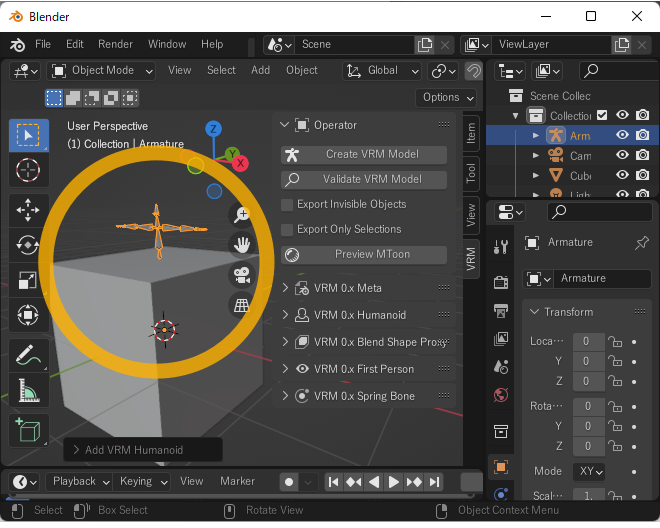 Blender
File Edit Render Window Help
Scene
ViewLayer
Object Mode
View Select Add Object
Global
Options
User Perspective
(1) Collection | Armature
Z
Y
X
Operator
Create VRM Model
Validate VRM Model
Export Invisible Objects
Export Only Selections
Preview MToon
VRM 0.x Meta
VRM 0.x Humanoid
VRM 0.x Blend Shape Proxy
VRM 0.x First Person
VRM 0.x Spring Bone
Item
Tool
View
VRM
Add VRM Humanoid
Scene Collec
Collection
Arm
Cam
Cube
Light
Armature
Armature
Transform
Loca… 0
Y 0
Z 0
Rota… 0
Y 0
Z 0
Mode XY
Scal… 1.
Playback Keying View Marker
Select Box Select Rotate View Object Context Menu